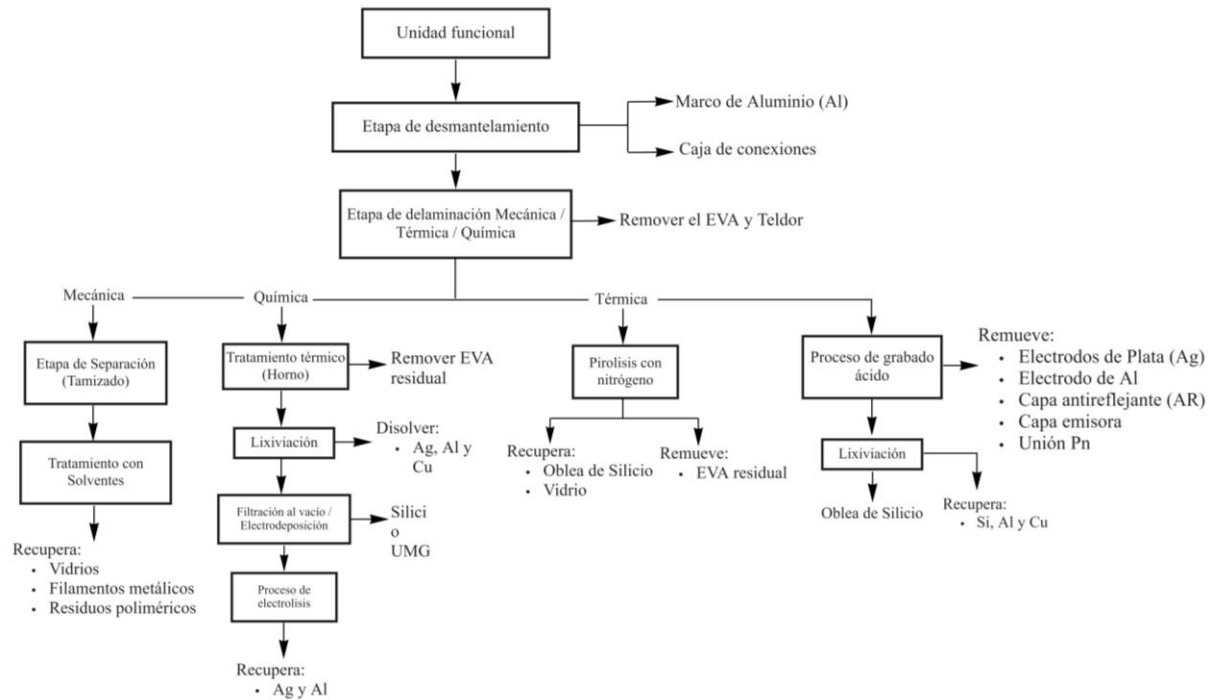 Unidad funcional
Etapa de desmantelamiento
Marco de Aluminio (Al)
Caja de conexiones
Etapa de delaminación Mecánica /
Térmica / Química
Remover el EVA y Teldor
Mecánica
Química
Térmica
Etapa de Separación
(Tamizado)
Tratamiento con
Solventes
Recupera:
• Vidrios
• Filamentos metálicos
• Residuos poliméricos
Tratamiento térmico
(Horno)
Remover EVA
residual
Lixiviación
Disolver:
• Ag, Al y
Cu
Filtración al vacío /
Electrodeposición
Silici
o
UMG
Proceso de
electrolisis
Recupera:
• Ag y Al
Pirolisis con
nitrógeno
Recupera:
• Oblea de Silicio
• Vidrio
Remueve:
• EVA residual
Proceso de grabado
ácido
Remueve:
• Electrodos de Plata (Ag)
• Electrodo de Al
• Capa antireflejante (AR)
• Capa emisora
• Unión Pn
Lixiviación
Oblea de Silicio
Recupera:
• Si, Al y Cu